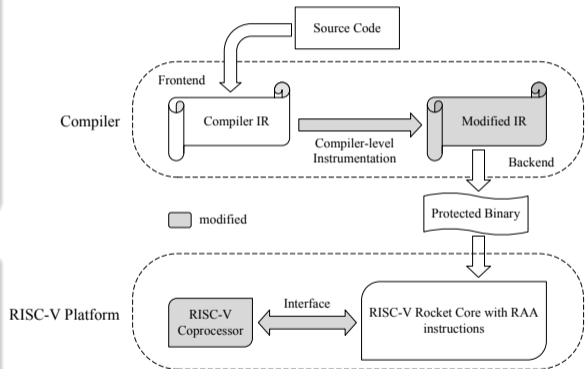 Source Code
Frontend
Compiler
Compiler IR
Compiler-level
Instrumentation
Modified IR
Backend
modified
Protected Binary
RISC-V Platform
RISC-V
Coprocessor
Interface
RISC-V Rocket Core with RAA
instructions